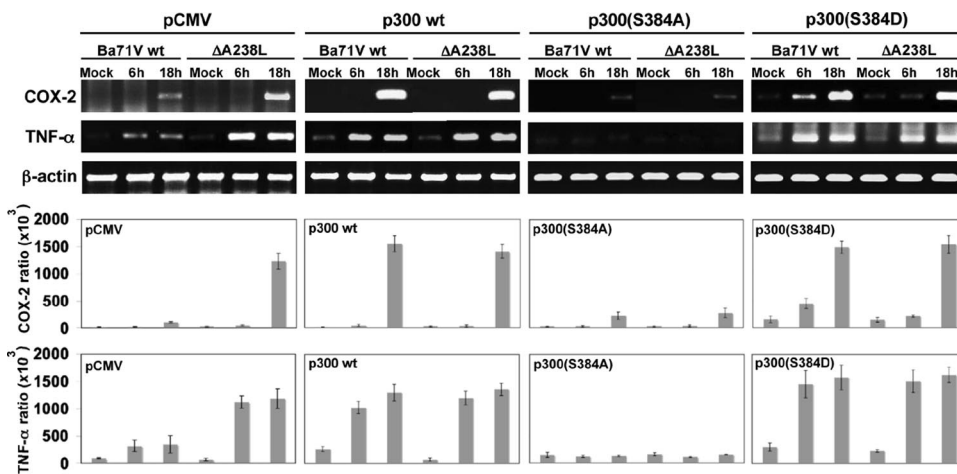 pCMV p300 wt p300(S384A) p300(S384D)
Ba71V wt ΔA238L Ba71V wt ΔA238L Ba71V wt ΔA238L Ba71V wt ΔA238L
Mock 6h 18h Mock 6h 18h Mock 6h 18h Mock 6h 18h Mock 6h 18h Mock 6h 18h Mock 6h 18h Mock 6h 18h
COX-2
TNF-α
β-actin
COX-2 ratio (x10³)
2000
1500
1000
500
0
pCMV
p300 wt
p300(S384A)
p300(S384D)
TNF-α ratio (x10³)
2000
1500
1000
500
0
pCMV
p300 wt
p300(S384A)
p300(S384D)